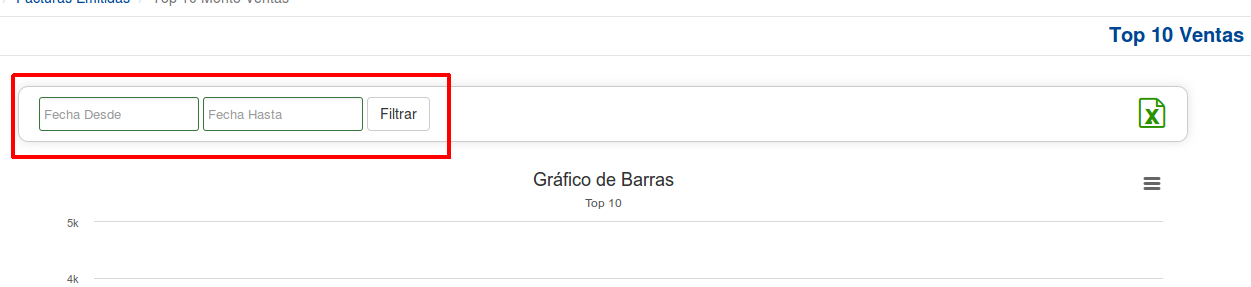 Facturas Emitidas / Top 10 Monto Ventas
Top 10 Ventas
Fecha Desde Fecha Hasta Filtrar
Gráfico de Barras
Top 10
5k
4k